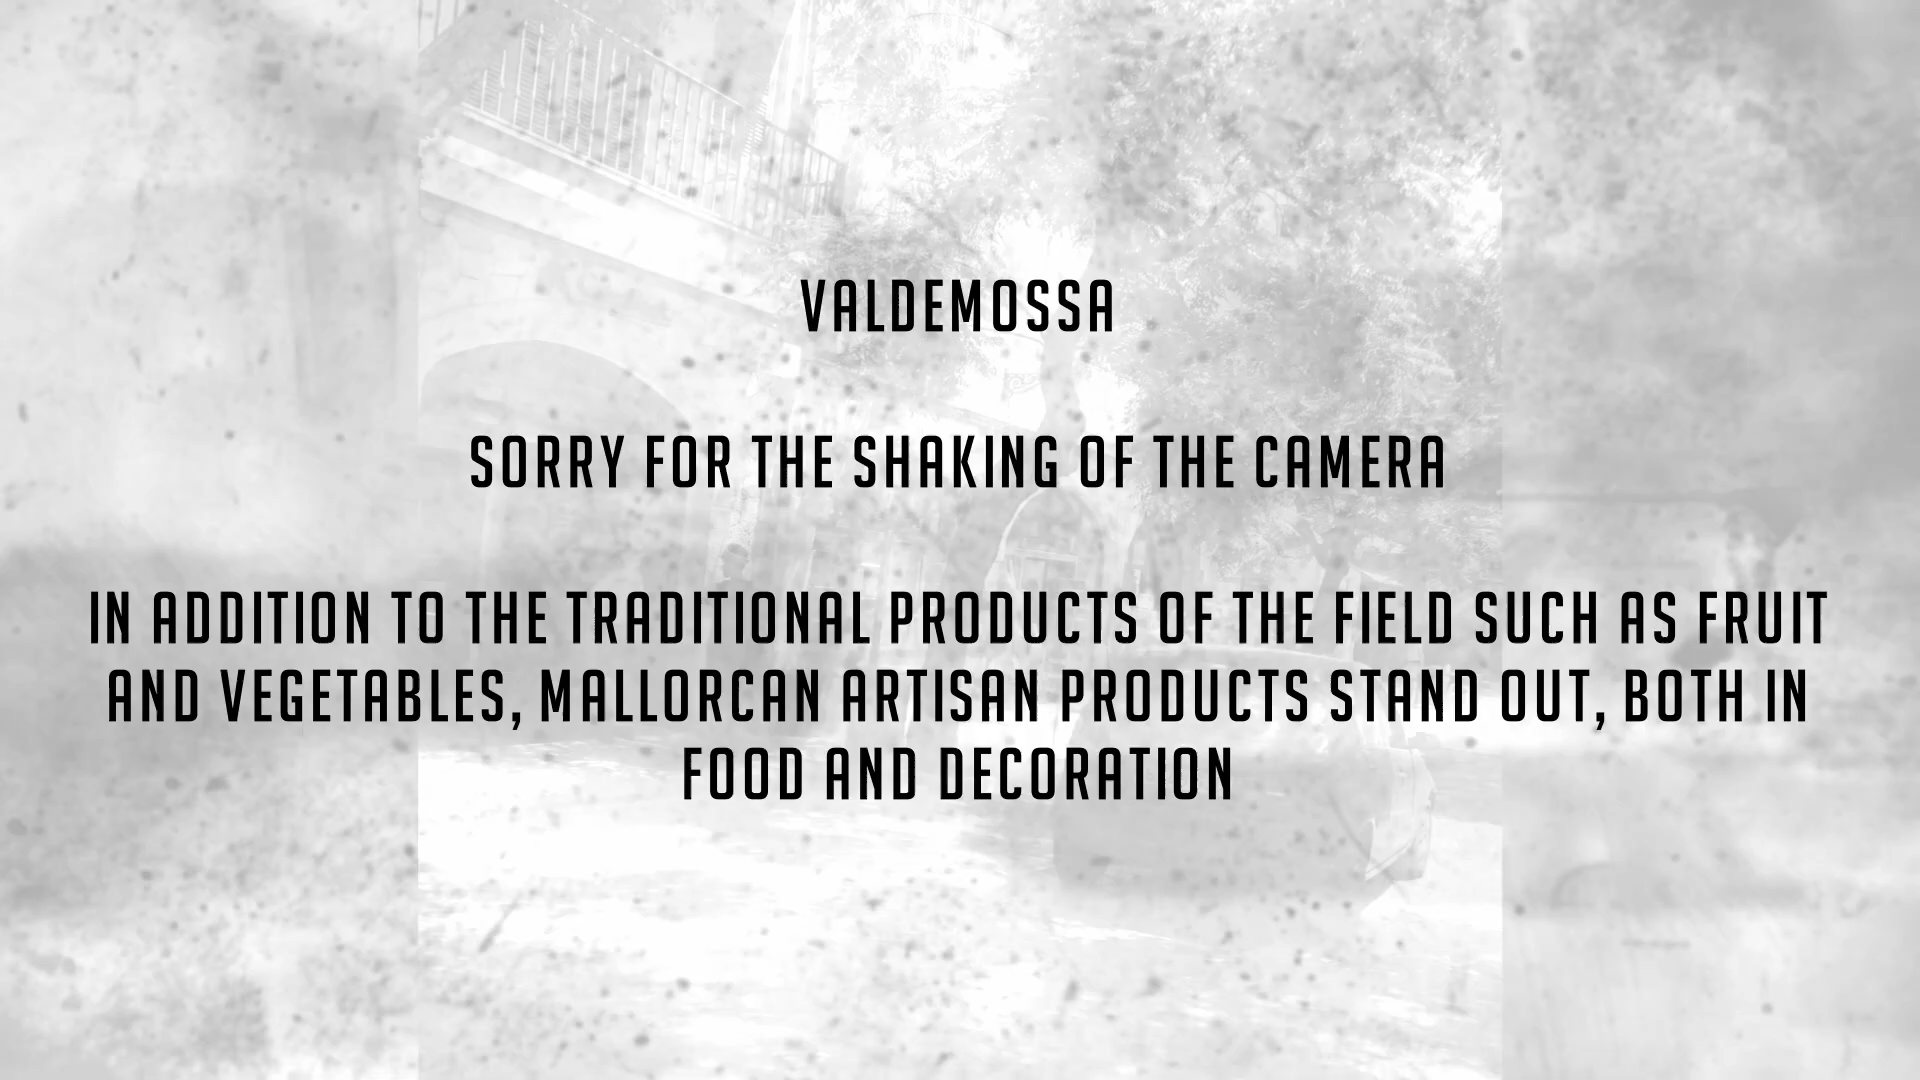 VALDEMOSSA
SORRY FOR THE SHAKING OF THE CAMERA
IN ADDITION TO THE TRADITIONAL PRODUCTS OF THE FIELD SUCH AS FRUIT
AND VEGETABLES, MALLORCAN ARTISAN PRODUCTS STAND OUT, BOTH IN
FOOD AND DECORATION